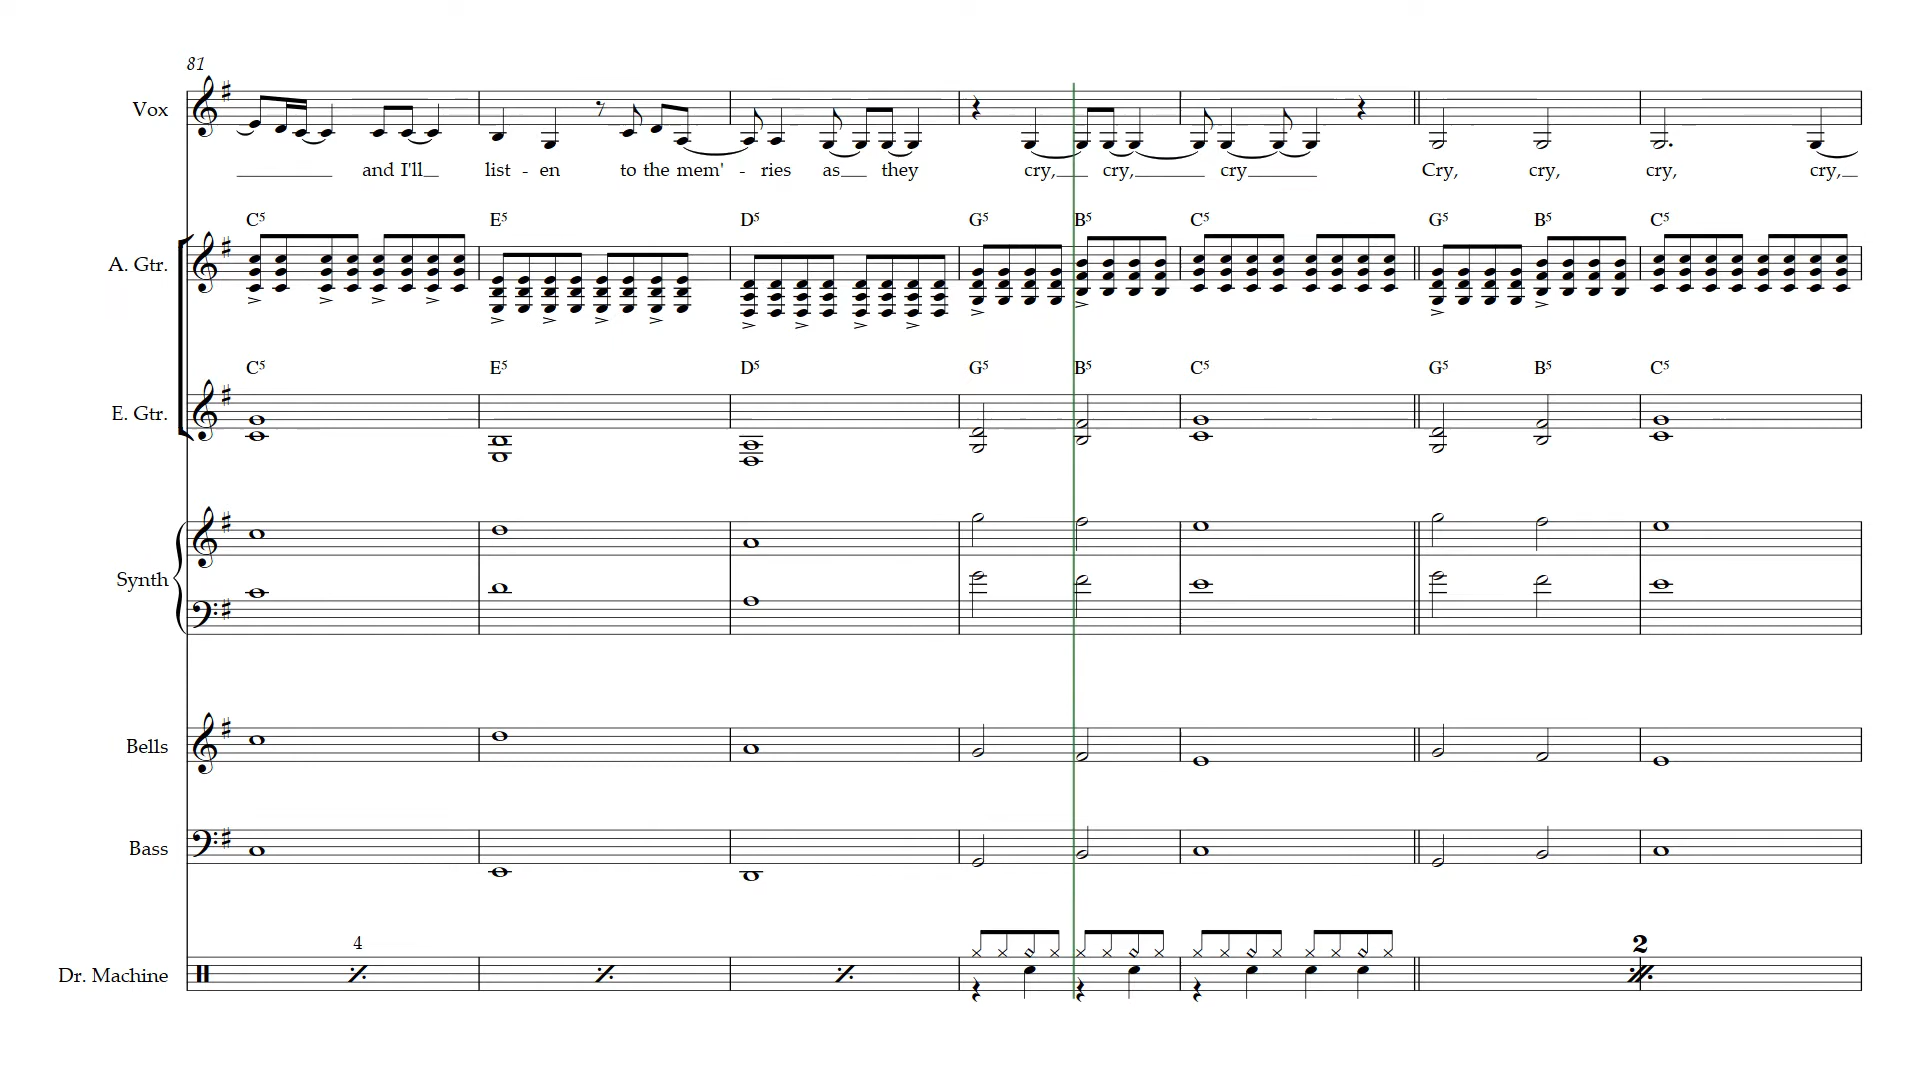 81
Vox
and I'll list - en to the mem' - ries as they cry, cry, cry Cry, cry, cry, cry,
C5 E5 D5 G5 B5 C5 G5 B5 C5
A. Gtr.
C5 E5 D5 G5 B5 C5 G5 B5 C5
E. Gtr.
Synth
Bells
Bass
4 2
Dr. Machine